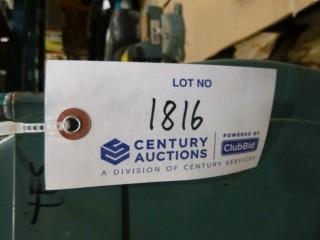 LOT NO
1816
CENTURY AUCTIONS
POWERED BY
ClubBid
A DIVISION OF CENTURY SERVICES